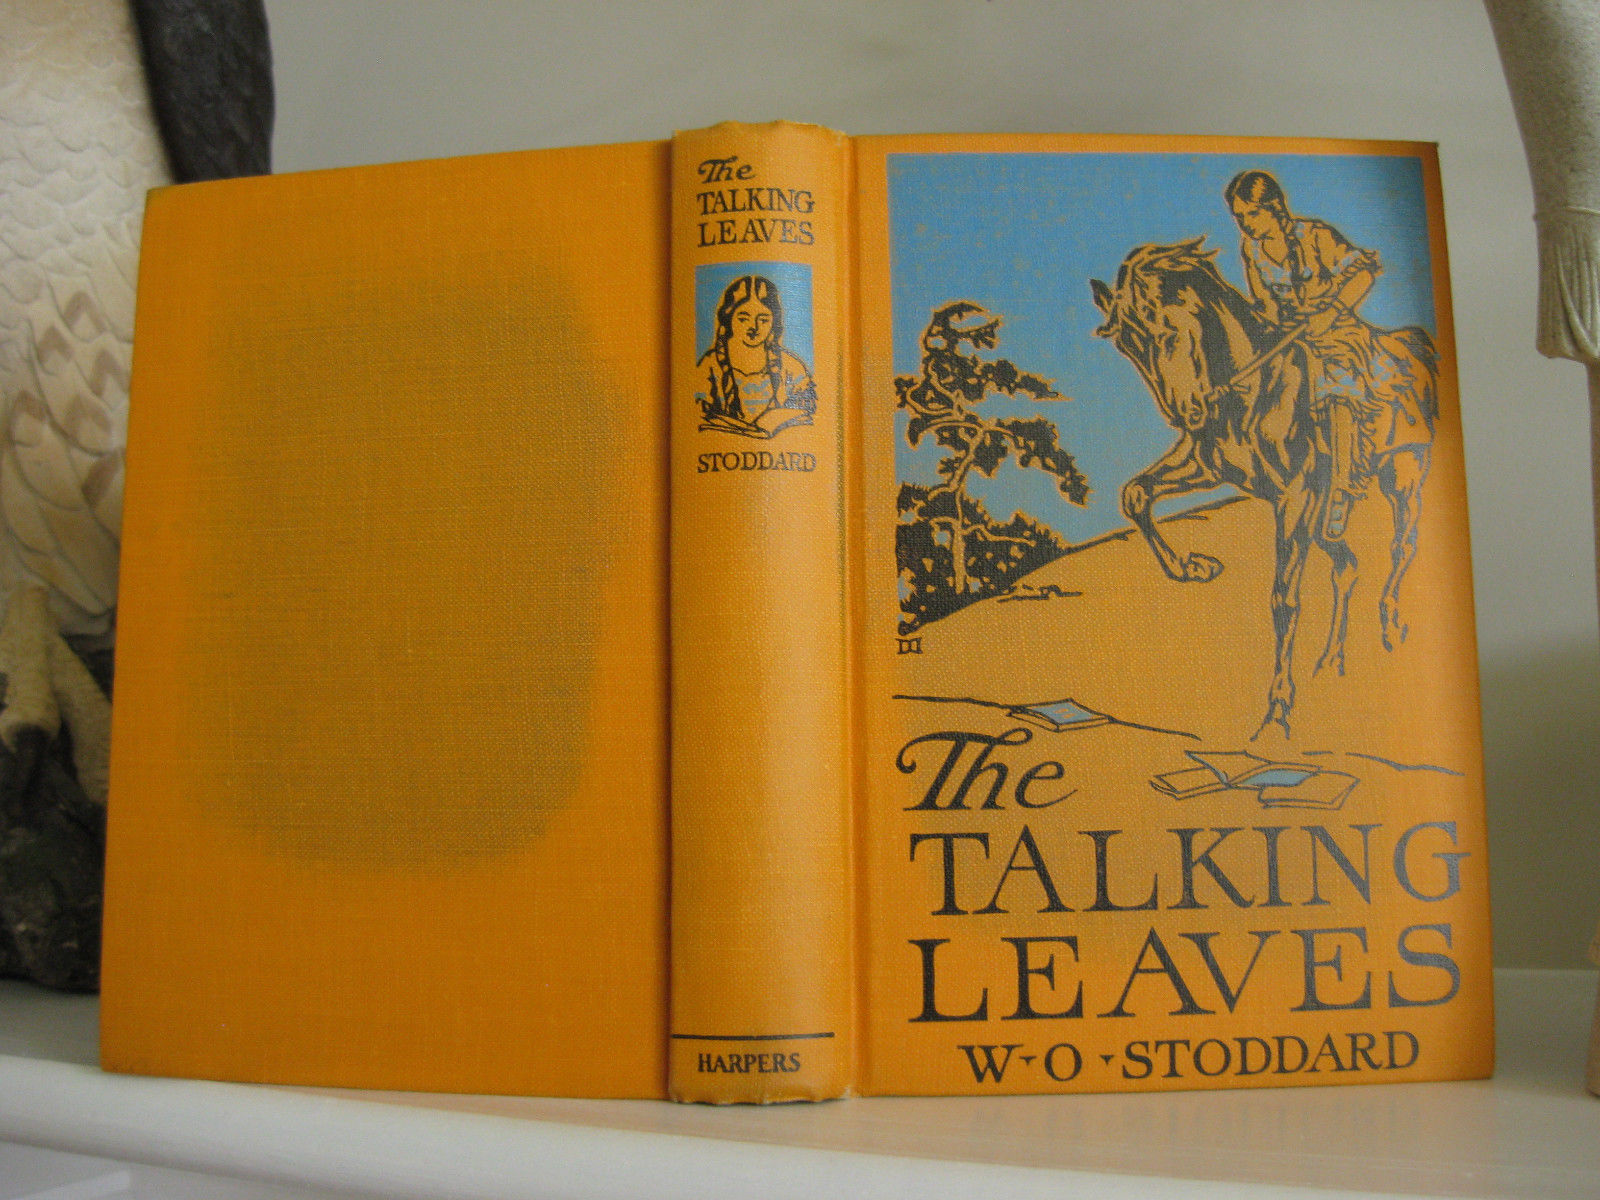 The
TALKING
LEAVES
STODDARD
HARPERS
The
TALKING
LEAVES
W·O·STODDARD